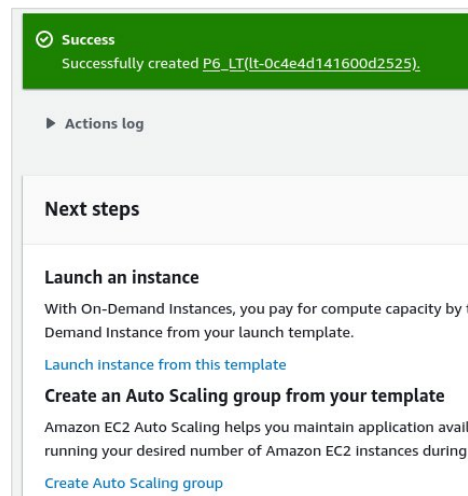 Success
Successfully created P6_LT(lt-0c4e4d141600d2525).
Actions log
Next steps
Launch an instance
With On-Demand Instances, you pay for compute capacity by
Demand Instance from your launch template.
Launch instance from this template
Create an Auto Scaling group from your template
Amazon EC2 Auto Scaling helps you maintain application
running your desired number of Amazon EC2 instances during
Create Auto Scaling group